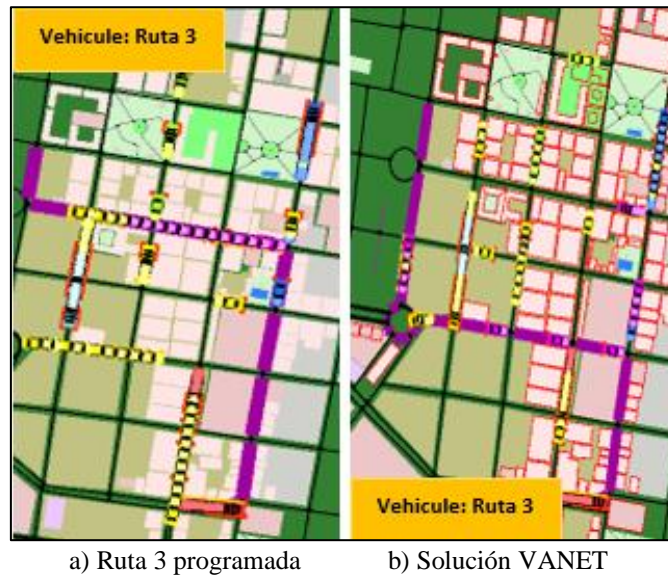 Vehicule: Ruta 3
Vehicule: Ruta 3
a) Ruta 3 programada
b) Solución VANET